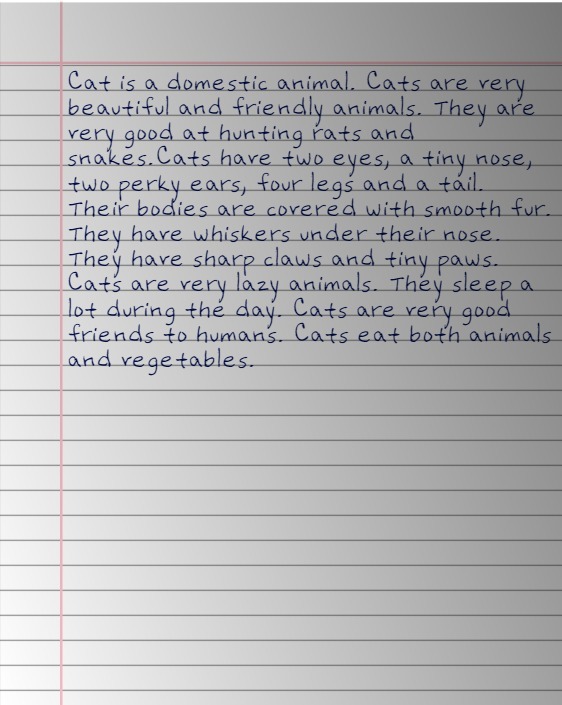 Cat is a domestic animal. Cats are very
beautiful and friendly animals. They are
very good at hunting rats and
snakes.Cats have two eyes, a tiny nose,
two perky ears, four legs and a tail.
Their bodies are covered with smooth fur.
They have whiskers under their nose.
They have sharp claws and tiny paws.
Cats are very lazy animals. They sleep a
lot during the day. Cats are very good
friends to humans. Cats eat both animals
and vegetables.